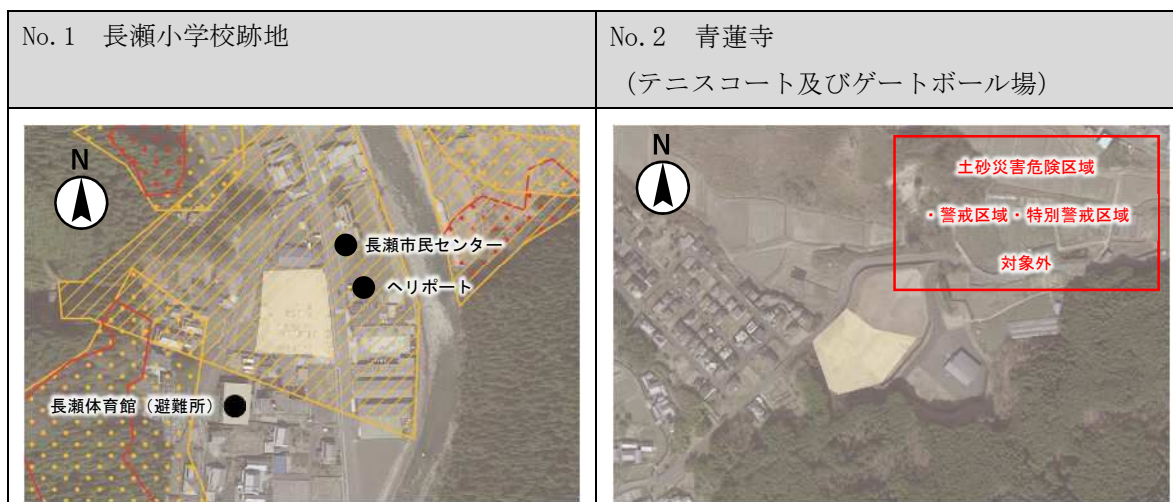 No.1 長瀬小学校跡地
No.2 青蓮寺
（テニスコート及びゲートボール場）
N
長瀬市民センター
ヘリポート
長瀬体育館（避難所）
N
土砂災害危険区域
・警戒区域・特別警戒区域
対象外